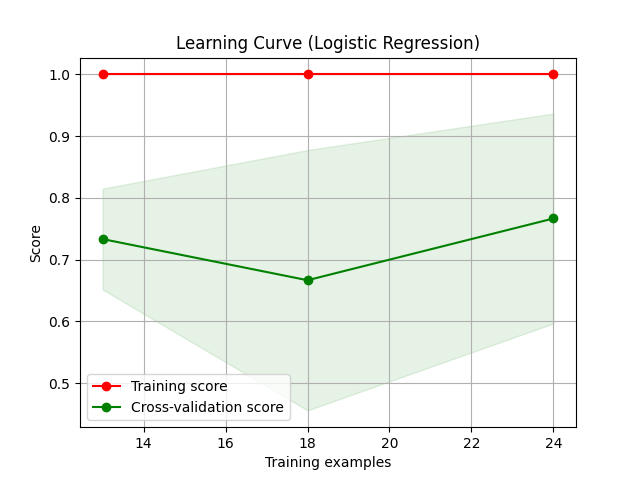 Learning Curve (Logistic Regression)
1.0
0.9
0.8
0.7
0.6
0.5
Score
Training score
Cross-validation score
14 16 18 20 22 24
Training examples